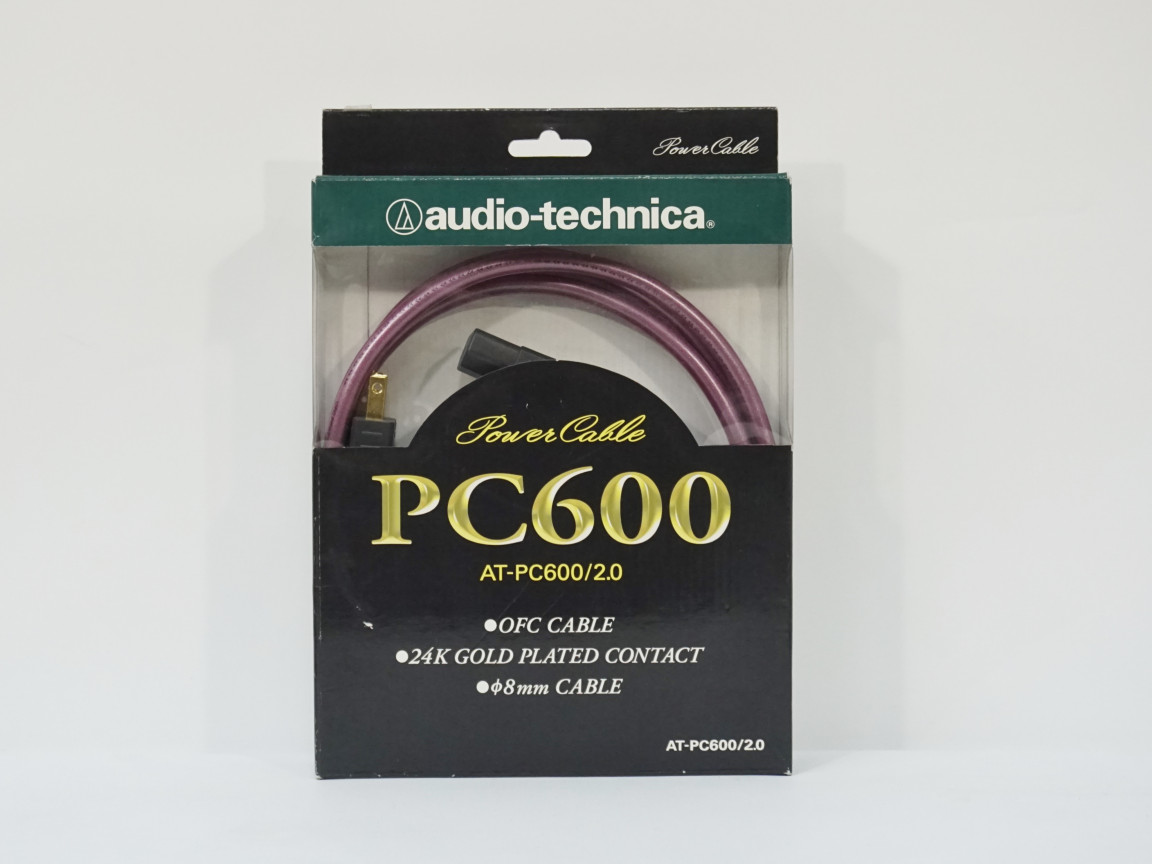 Power Cable
audio-technica®
Power Cable
PC600
AT-PC600/2.0
●OFC CABLE
●24K GOLD PLATED CONTACT
●ϕ8mm CABLE
AT-PC600/2.0